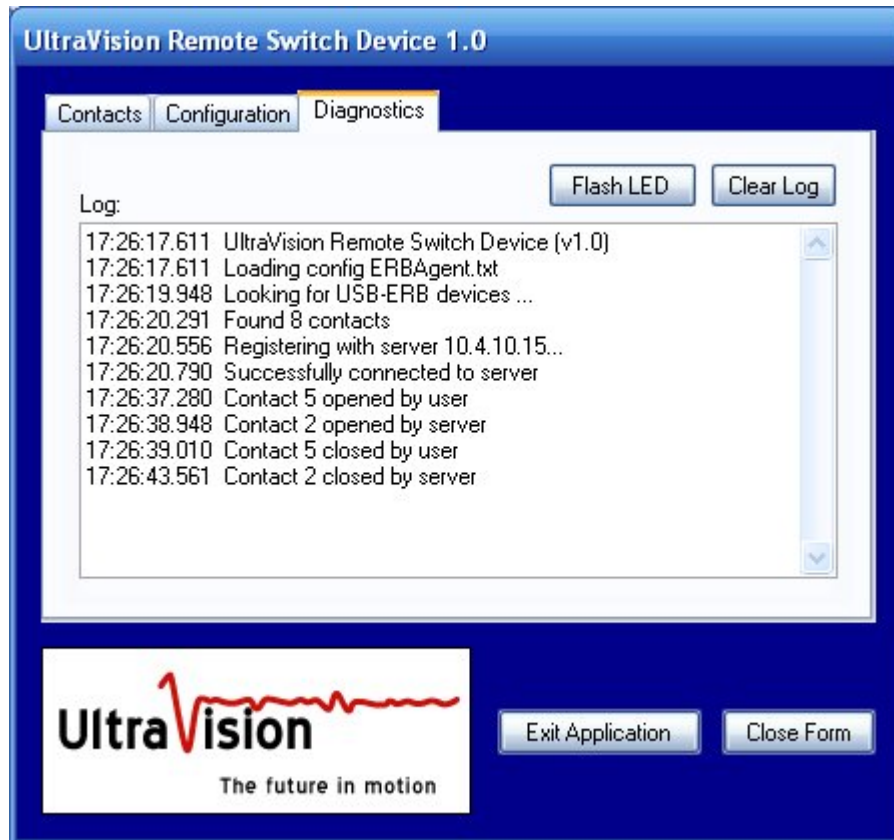 UltraVision Remote Switch Device 1.0
Contacts Configuration Diagnostics
Flash LED Clear Log
Log:
17:26:17.611 UltraVision Remote Switch Device (v1.0)
17:26:17.611 Loading config ERBAgent.txt
17:26:19.948 Looking for USB-ERB devices ...
17:26:20.291 Found 8 contacts
17:26:20.556 Registering with server 10.4.10.15...
17:26:20.790 Successfully connected to server
17:26:37.280 Contact 5 opened by user
17:26:38.948 Contact 2 opened by server
17:26:39.010 Contact 5 closed by user
17:26:43.561 Contact 2 closed by server
UltraVision
The future in motion
Exit Application Close Form